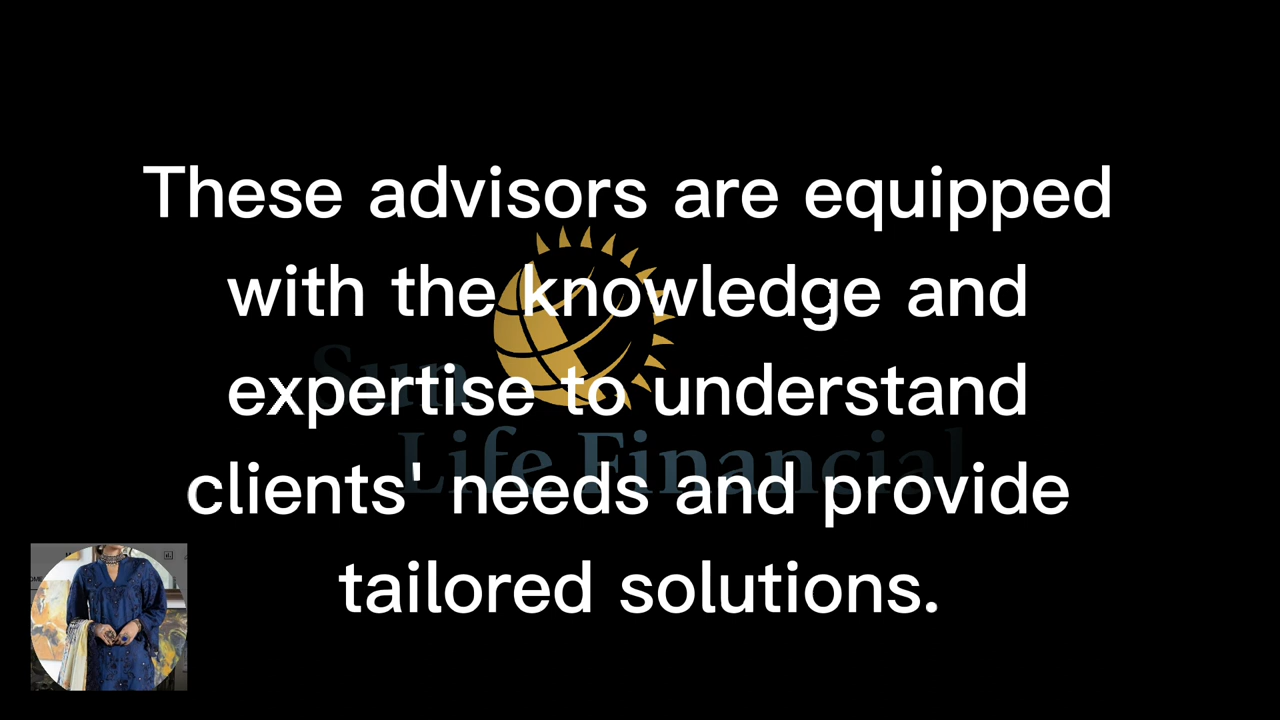 These advisors are equipped
with the knowledge and
expertise to understand
clients' needs and provide
tailored solutions.
Sun
Life Financial